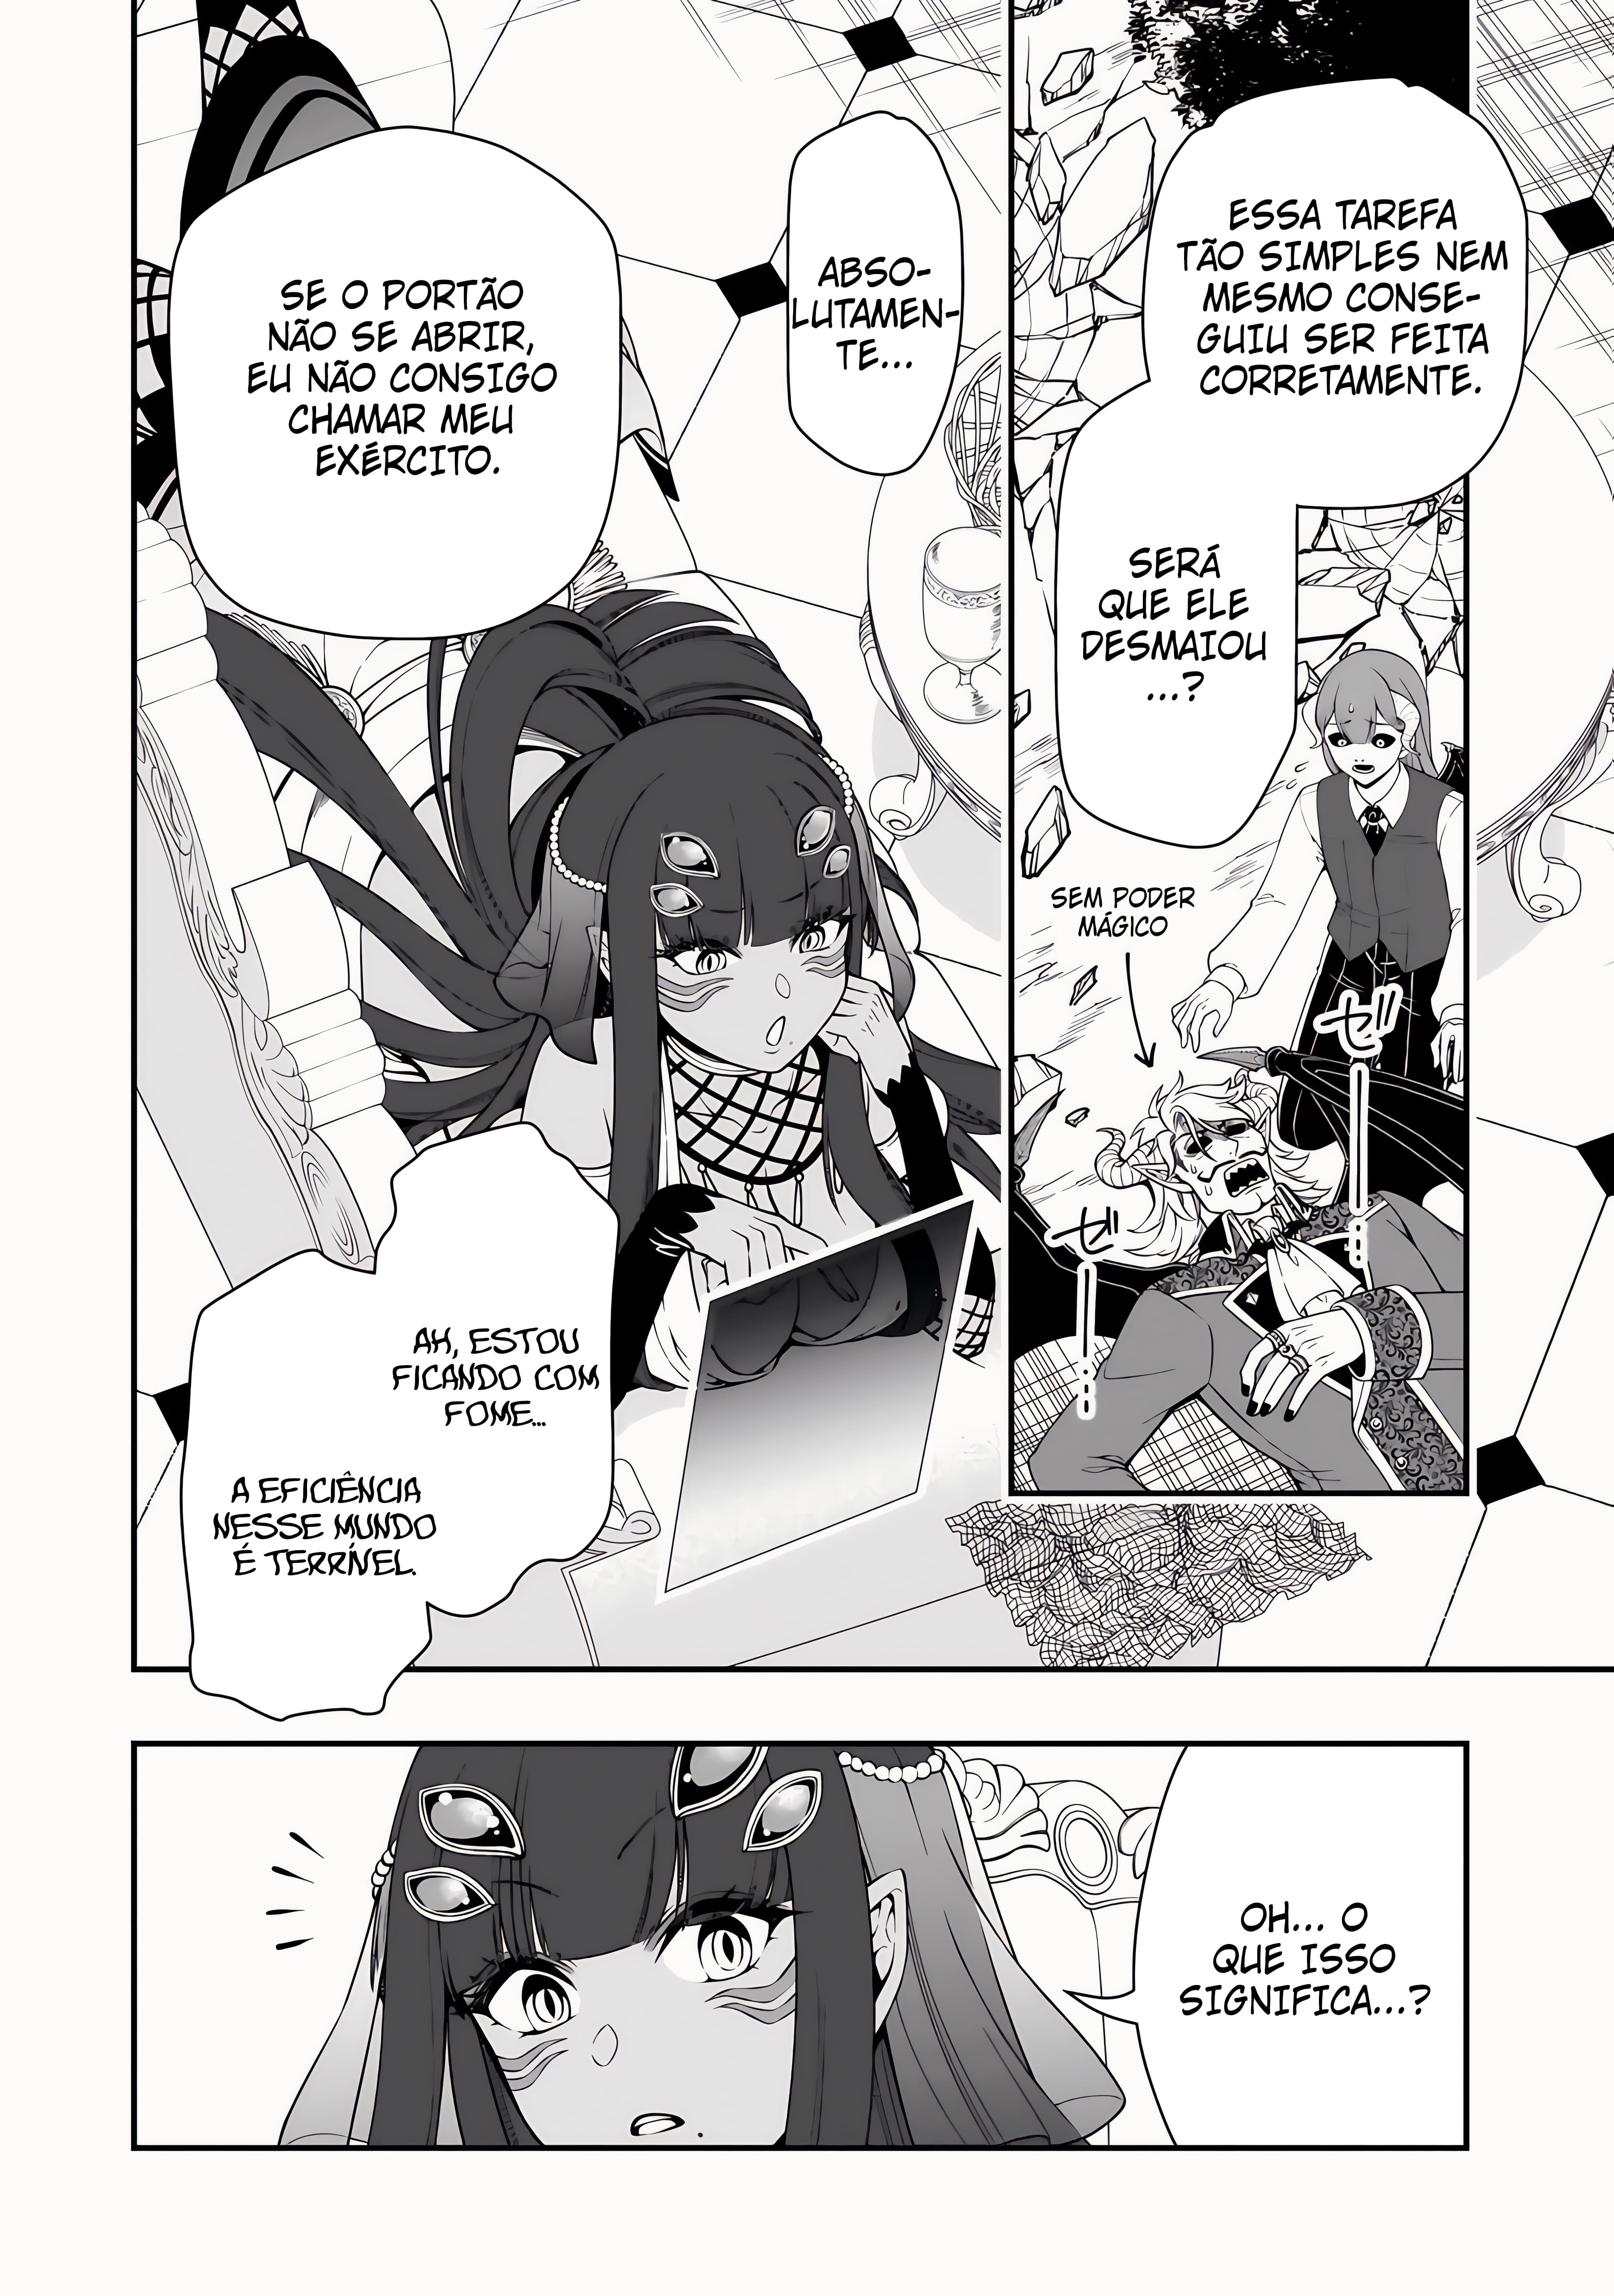 ESSA TAREFA
TÃO SIMPLES NEM
MESMO CONSE-
GUIU SER FEITA
CORRETAMENTE.
SERÁ
QUE ELE
DESMAIOU
...?
SEM PODER
MÁGICO
ゼ
ゼ
ABSO-
LUTAMEN-
TE...
SE O PORTÃO
NÃO SE ABRIR,
EU NÃO CONSIGO
CHAMAR MEU
EXÉRCITO.
AH, ESTOU
FICANDO COM
FOME...
A EFICIÊNCIA
NESSE MUNDO
É TERRÍVEL.
OH... O
QUE ISSO
SIGNIFICA...?